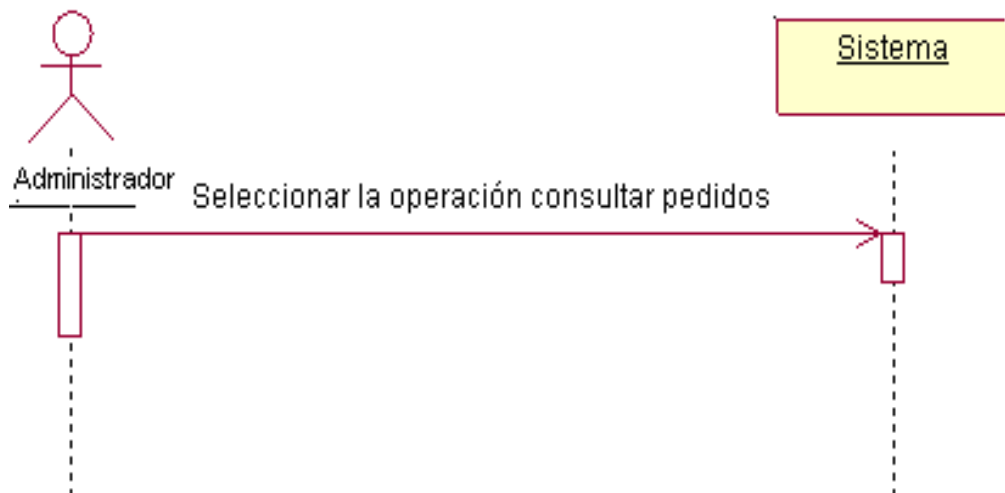 Sistema
Administrador
Seleccionar la operación consultar pedidos